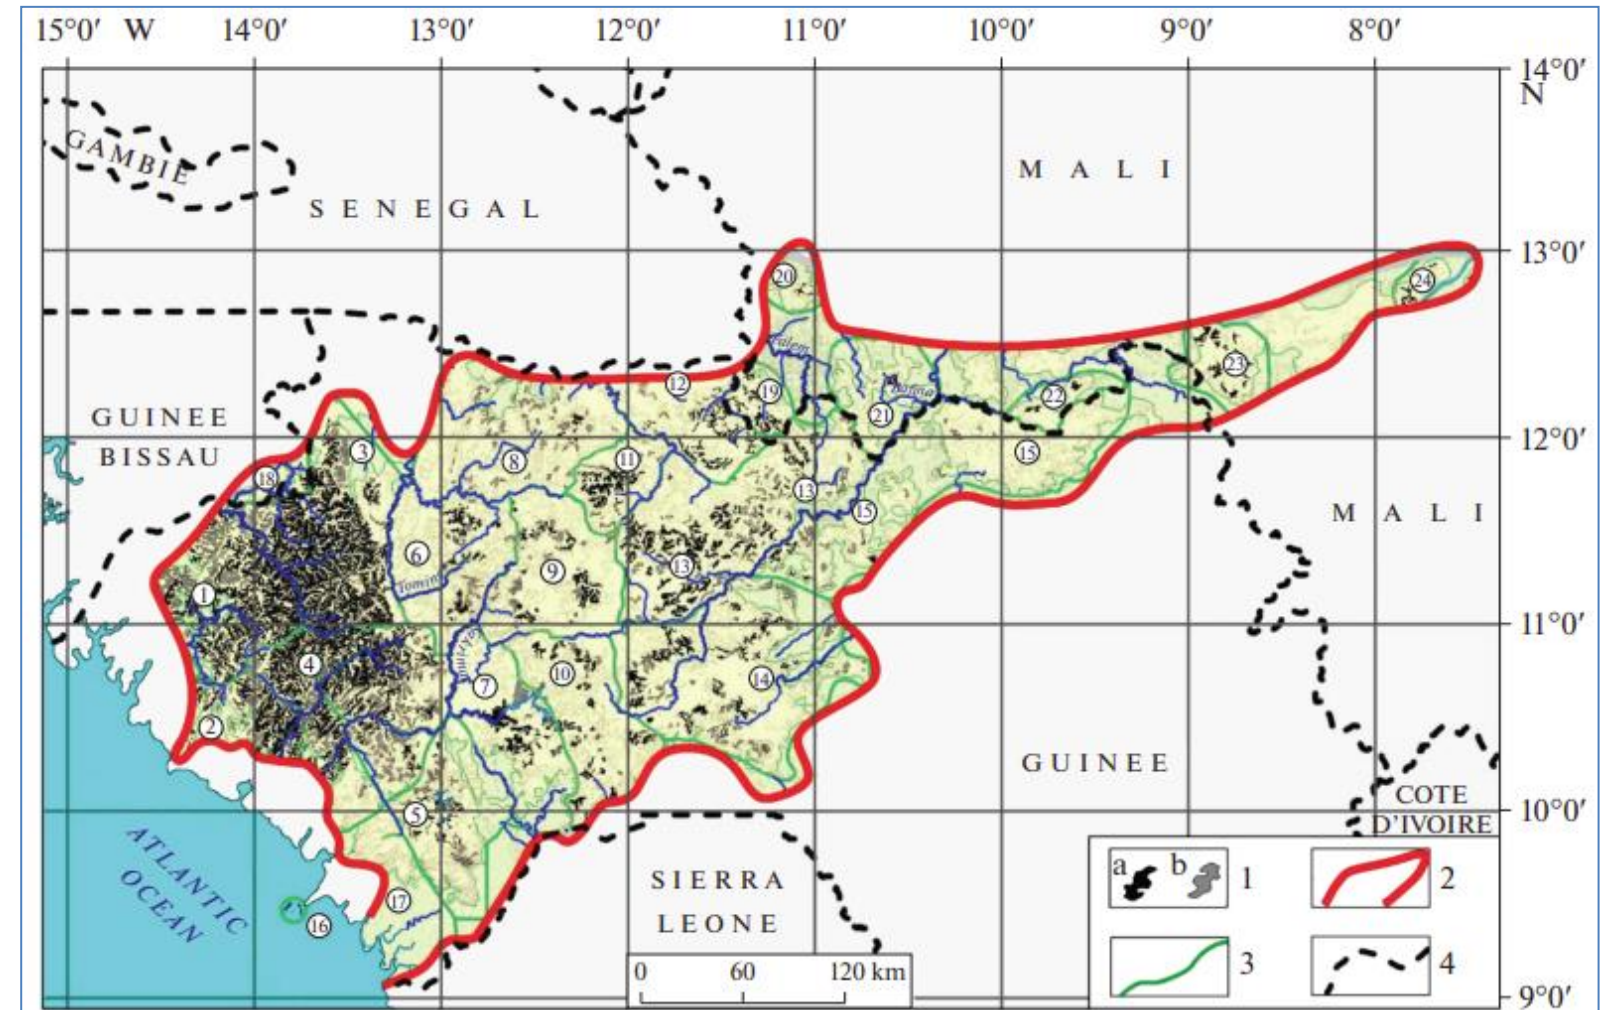 15°0′ W 14°0′ 13°0′ 12°0′ 11°0′ 10°0′ 9°0′ 8°0′
14°0′
N
GAMBIE
MALI
SENEGAL
13°0′
20
24
GUINEE
BISSAU
12
19
22
23
21
12°0′
3
18
8
11
15
13
15
MALI
6
9
13
Tomine
1
11°0′
4
10
7
14
2
GUINEE
10°0′
5
COTE
D'IVOIRE
ATLANTIC
OCEAN
SIERRA
LEONE
17
16
a b 1
2
3
4
0 60 120 km
9°0′